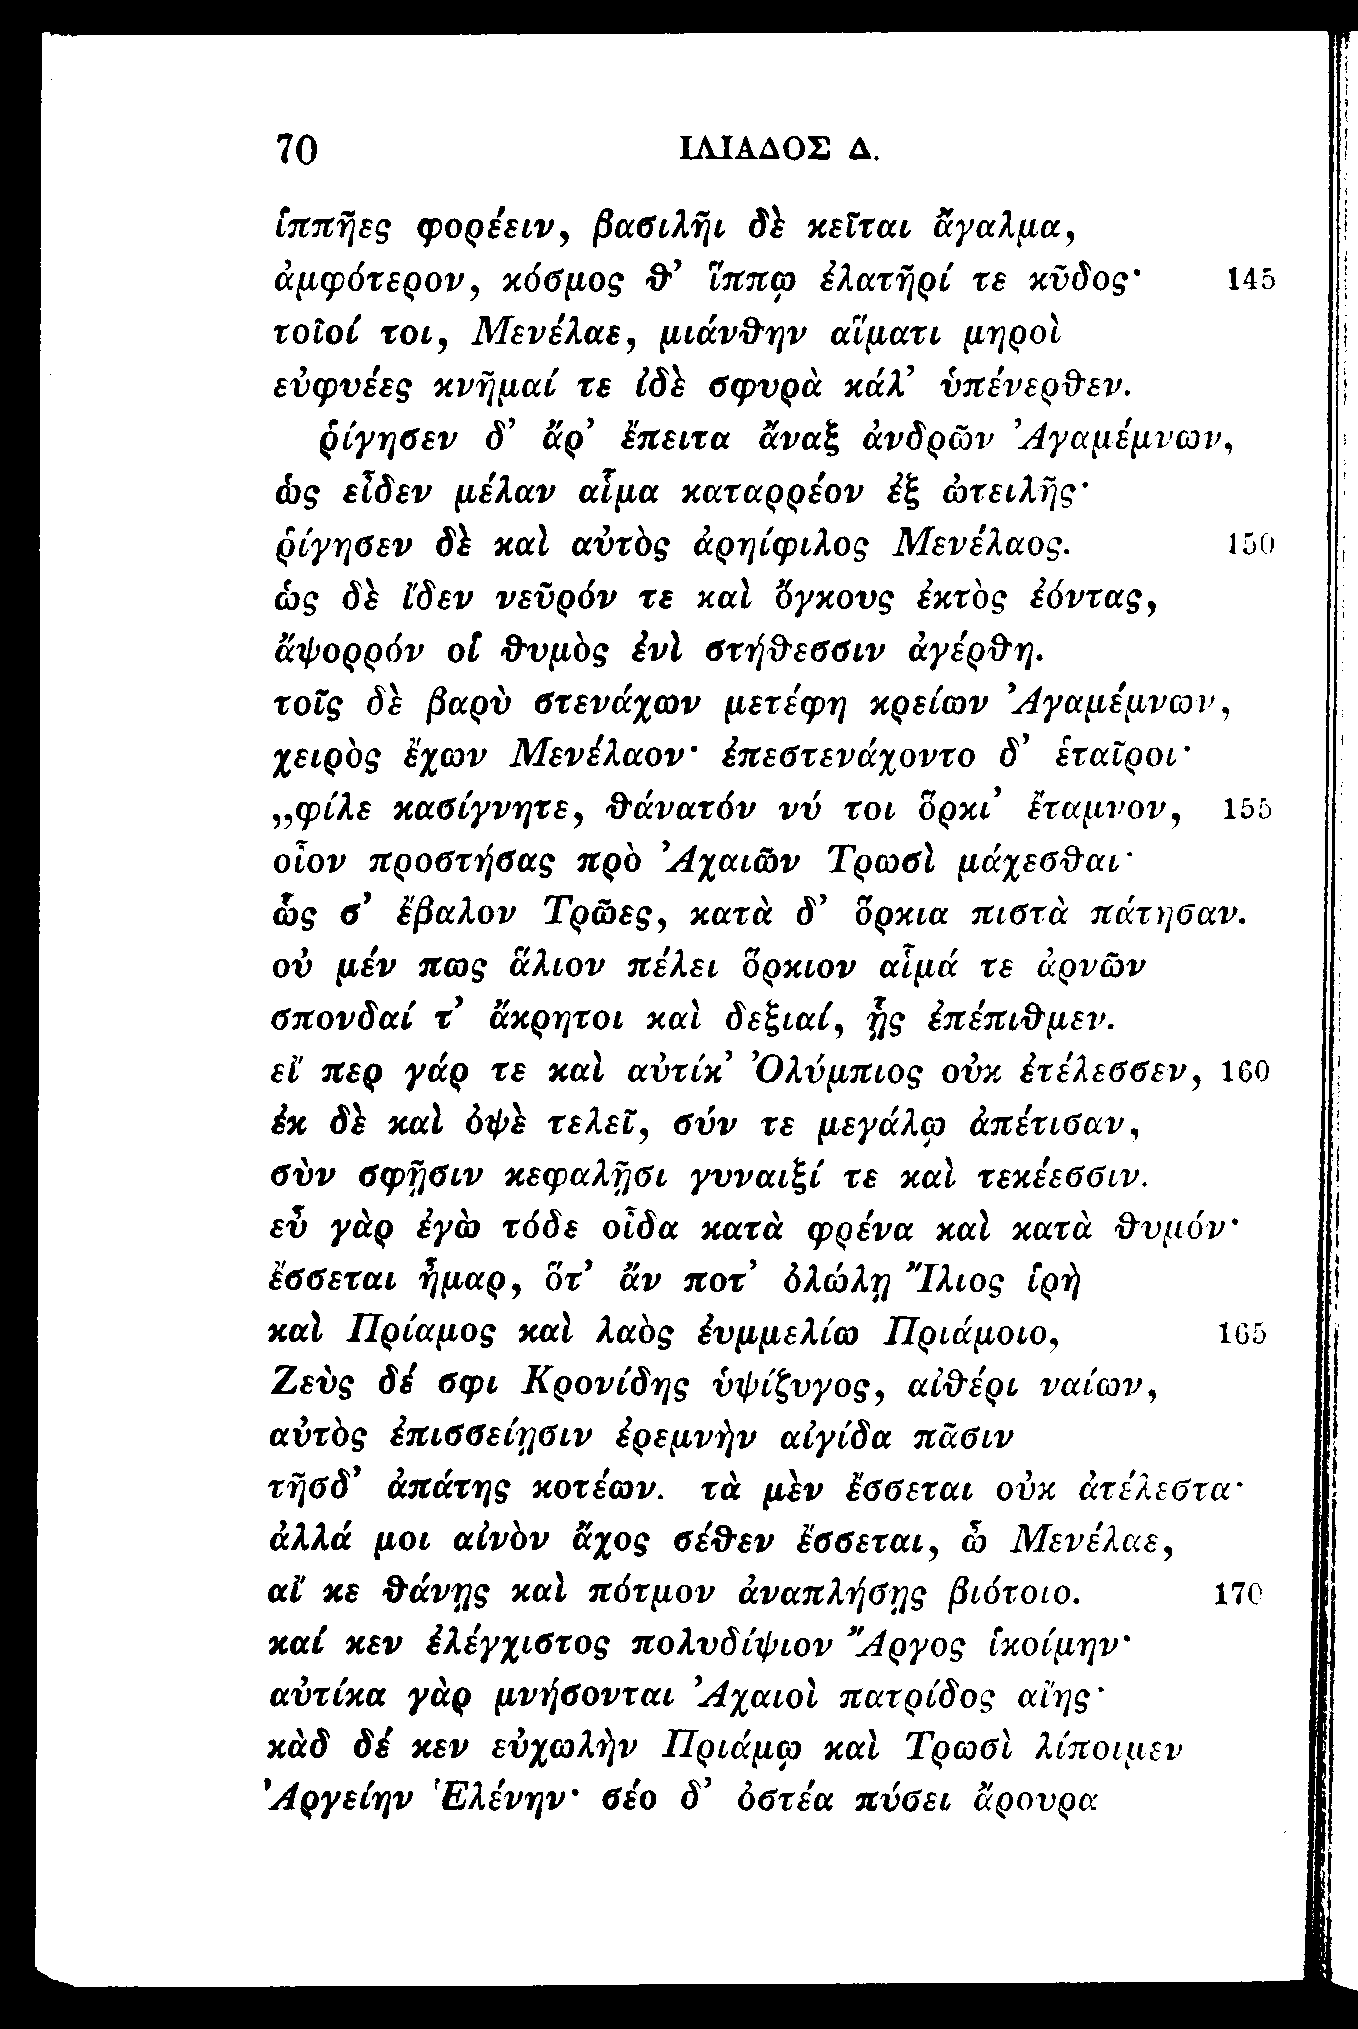 70 ΙΛΙΑΔΟΣ Δ.
ἱππῆες φορέειν, βασιλῆι δὲ κεῖται ἄγαλμα,
ἀμφότερον, κόσμος θ’ ἵππῳ ἐλατῆρί τε κῦδος· 145
τοῖοί τοι, Μενέλαε, μιάνθην αἵματι μηροὶ
εὐφυέες κνῆμαί τε ἰδὲ σφυρὰ κάλ’ ὑπένερθεν.
ῥίγησεν δ’ ἄρ’ ἔπειτα ἄναξ ἀνδρῶν Ἀγαμέμνων,
ὡς εἶδεν μέλαν αἷμα καταρρέον ἐξ ὠτειλῆς·
ῥίγησεν δὲ καὶ αὐτὸς ἀρηίφιλος Μενέλαος. 150
ὡς δὲ ἴδεν νεῦρόν τε καὶ ὄγκους ἐκτὸς ἐόντας,
ἄψορρόν οἱ θυμὸς ἐνὶ στήθεσσιν ἀγέρθη.
τοῖς δὲ βαρὺ στενάχων μετέφη κρείων Ἀγαμέμνων,
χειρὸς ἔχων Μενέλαον· ἐπεστενάχοντο δ’ ἑταῖροι·
„φίλε κασίγνητε, θάνατόν νύ τοι ὅρκι’ ἔταμνον, 155
οἶον προστήσας πρὸ Ἀχαιῶν Τρωσὶ μάχεσθαι·
ὥς σ’ ἔβαλον Τρῶες, κατὰ δ’ ὅρκια πιστὰ πάτησαν.
οὐ μέν πως ἅλιον πέλει ὅρκιον αἷμά τε ἀρνῶν
σπονδαί τ’ ἄκρητοι καὶ δεξιαί, ᾗς ἐπέπιθμεν.
εἴ περ γάρ τε καὶ αὐτίκ’ Ὀλύμπιος οὐκ ἐτέλεσσεν, 160
ἐκ δὲ καὶ ὀψὲ τελεῖ, σύν τε μεγάλῳ ἀπέτισαν,
σὺν σφῇσιν κεφαλῇσι γυναιξί τε καὶ τεκέεσσιν.
εὖ γὰρ ἐγὼ τόδε οἶδα κατὰ φρένα καὶ κατὰ θυμόν·
ἔσσεται ἦμαρ, ὅτ’ ἄν ποτ’ ὀλώλῃ Ἴλιος ἱρὴ
καὶ Πρίαμος καὶ λαὸς ἐυμμελίω Πριάμοιο, 165
Ζεὺς δέ σφι Κρονίδης ὑψίζυγος, αἰθέρι ναίων,
αὐτὸς ἐπισσείῃσιν ἐρεμνὴν αἰγίδα πᾶσιν
τῆσδ’ ἀπάτης κοτέων. τὰ μὲν ἔσσεται οὐκ ἀτέλεστα·
ἀλλά μοι αἰνὸν ἄχος σέθεν ἔσσεται, ὦ Μενέλαε,
αἴ κε θάνῃς καὶ πότμον ἀναπλήσῃς βιότοιο. 170
καί κεν ἐλέγχιστος πολυδίψιον Ἄργος ἱκοίμην·
αὐτίκα γὰρ μνήσονται Ἀχαιοὶ πατρίδος αἴης·
κὰδ δέ κεν εὐχωλὴν Πριάμῳ καὶ Τρωσὶ λίποιμεν
Ἀργείην Ἑλένην· σέο δ’ ὀστέα πύσει ἄρουρα